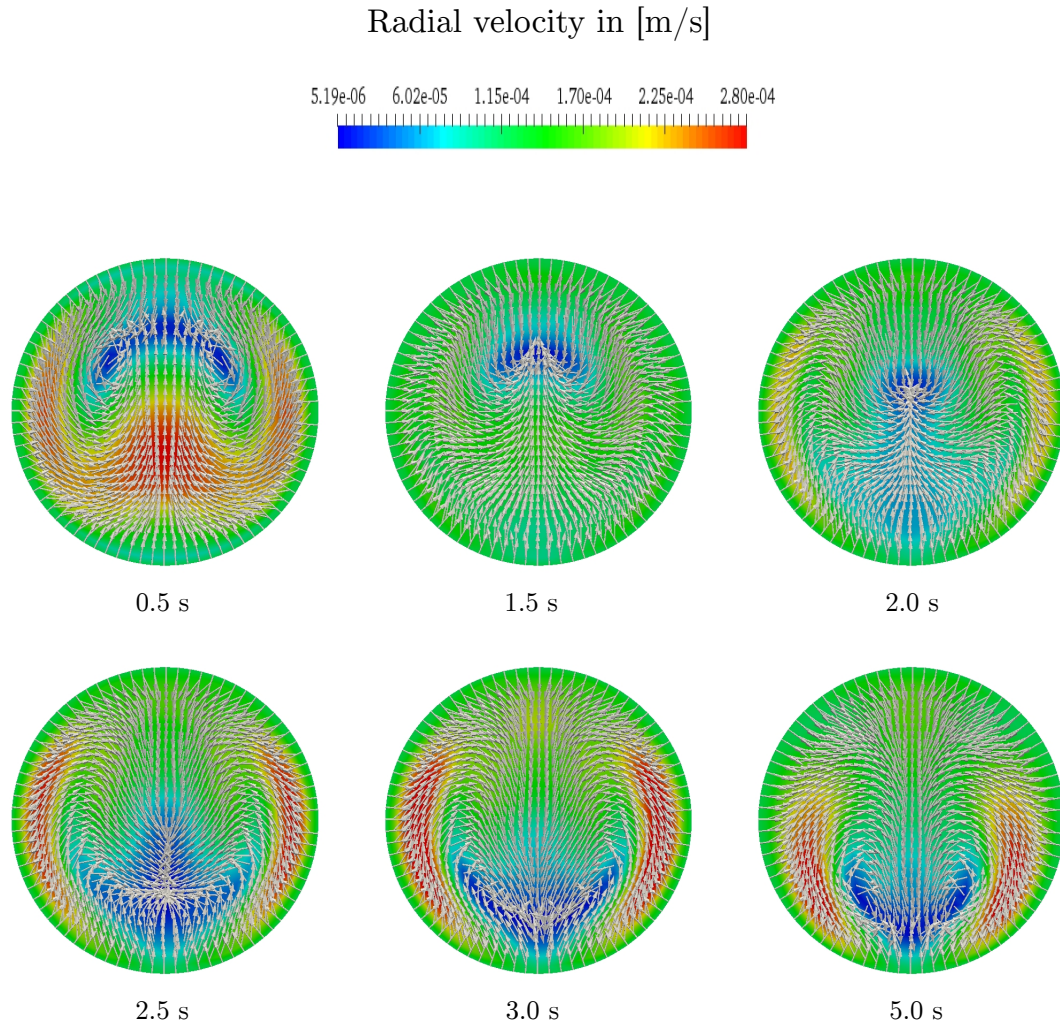 Radial velocity in [m/s]
5.19e-06 6.02e-05 1.15e-04 1.70e-04 2.25e-04 2.80e-04
0.5 s 1.5 s 2.0 s
2.5 s 3.0 s 5.0 s